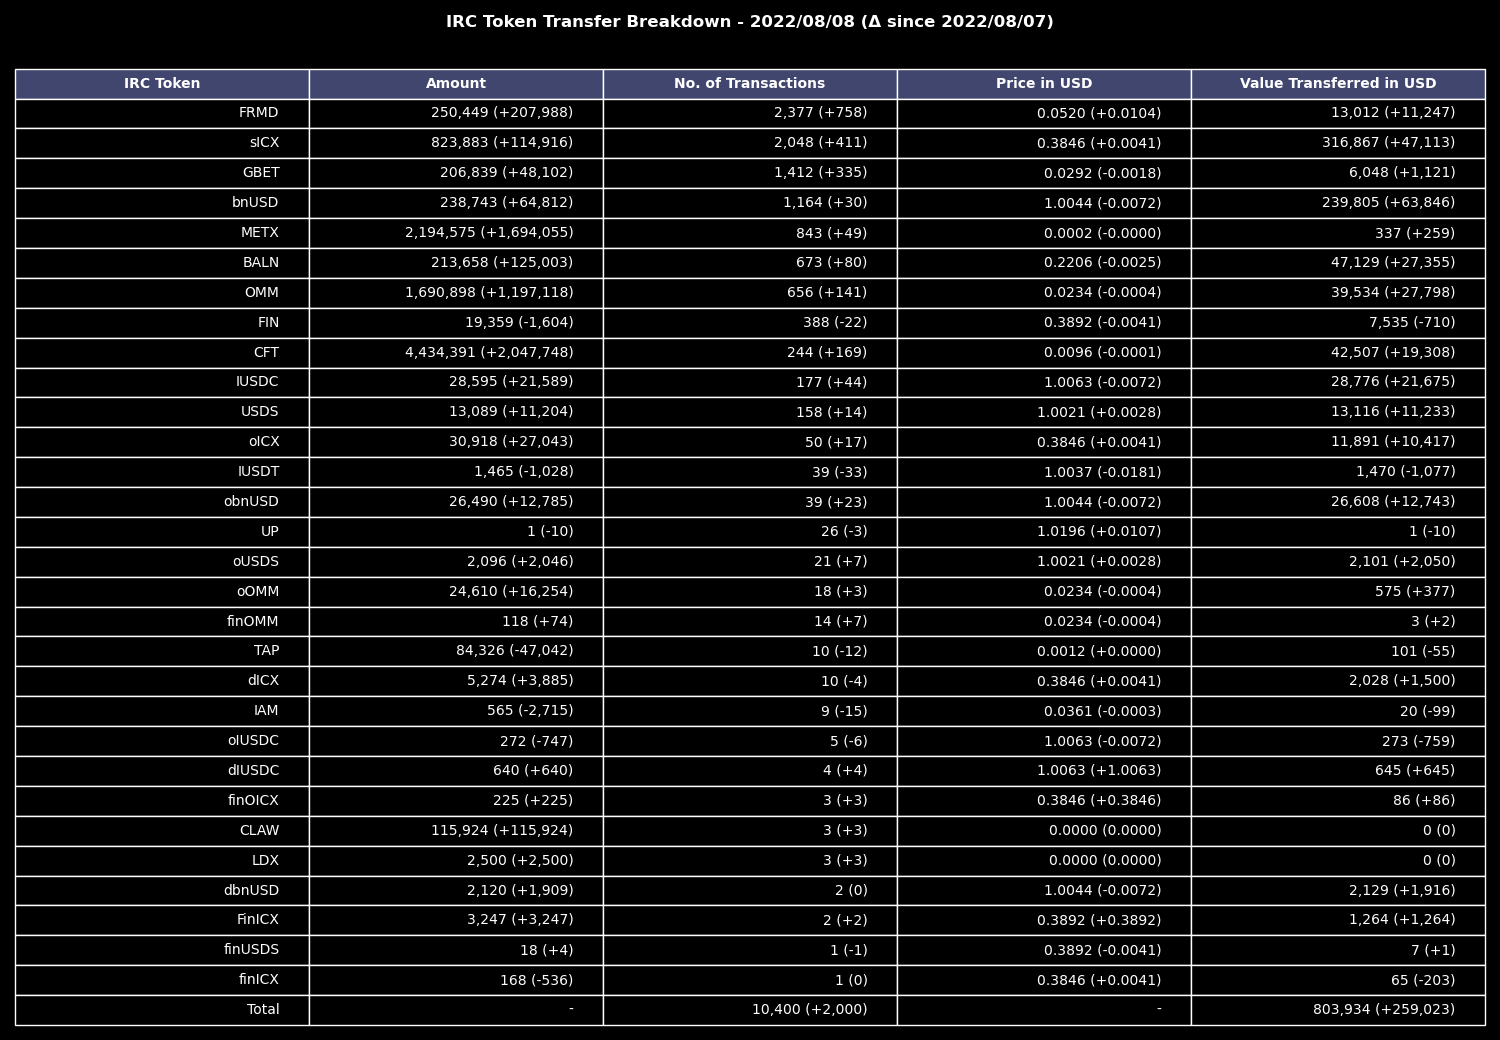 IRC Token Transfer Breakdown - 2022/08/08 (Δ since 2022/08/07)
IRC Token Amount No. of Transactions Price in USD Value Transferred in USD
FRMD 250,449 (+207,988) 2,377 (+758) 0.0520 (+0.0104) 13,012 (+11,247)
sICX 823,883 (+114,916) 2,048 (+411) 0.3846 (+0.0041) 316,867 (+47,113)
GBET 206,839 (+48,102) 1,412 (+335) 0.0292 (-0.0018) 6,048 (+1,121)
bnUSD 238,743 (+64,812) 1,164 (+30) 1.0044 (-0.0072) 239,805 (+63,846)
METX 2,194,575 (+1,694,055) 843 (+49) 0.0002 (-0.0000) 337 (+259)
BALN 213,658 (+125,003) 673 (+80) 0.2206 (-0.0025) 47,129 (+27,355)
OMM 1,690,898 (+1,197,118) 656 (+141) 0.0234 (-0.0004) 39,534 (+27,798)
FIN 19,359 (-1,604) 388 (-22) 0.3892 (-0.0041) 7,535 (-710)
CFT 4,434,391 (+2,047,748) 244 (+169) 0.0096 (-0.0001) 42,507 (+19,308)
IUSDC 28,595 (+21,589) 177 (+44) 1.0063 (-0.0072) 28,776 (+21,675)
USDS 13,089 (+11,204) 158 (+14) 1.0021 (+0.0028) 13,116 (+11,233)
oICX 30,918 (+27,043) 50 (+17) 0.3846 (+0.0041) 11,891 (+10,417)
IUSDT 1,465 (-1,028) 39 (-33) 1.0037 (-0.0181) 1,470 (-1,077)
obnUSD 26,490 (+12,785) 39 (+23) 1.0044 (-0.0072) 26,608 (+12,743)
UP 1 (-10) 26 (-3) 1.0196 (+0.0107) 1 (-10)
oUSDS 2,096 (+2,046) 21 (+7) 1.0021 (+0.0028) 2,101 (+2,050)
oOMM 24,610 (+16,254) 18 (+3) 0.0234 (-0.0004) 575 (+377)
finOMM 118 (+74) 14 (+7) 0.0234 (-0.0004) 3 (+2)
TAP 84,326 (-47,042) 10 (-12) 0.0012 (+0.0000) 101 (-55)
dICX 5,274 (+3,885) 10 (-4) 0.3846 (+0.0041) 2,028 (+1,500)
IAM 565 (-2,715) 9 (-15) 0.0361 (-0.0003) 20 (-99)
oIUSDC 272 (-747) 5 (-6) 1.0063 (-0.0072) 273 (-759)
dIUSDC 640 (+640) 4 (+4) 1.0063 (+1.0063) 645 (+645)
finOICX 225 (+225) 3 (+3) 0.3846 (+0.3846) 86 (+86)
CLAW 115,924 (+115,924) 3 (+3) 0.0000 (0.0000) 0 (0)
LDX 2,500 (+2,500) 3 (+3) 0.0000 (0.0000) 0 (0)
dbnUSD 2,120 (+1,909) 2 (0) 1.0044 (-0.0072) 2,129 (+1,916)
FinICX 3,247 (+3,247) 2 (+2) 0.3892 (+0.3892) 1,264 (+1,264)
finUSDS 18 (+4) 1 (-1) 0.3892 (-0.0041) 7 (+1)
finICX 168 (-536) 1 (0) 0.3846 (+0.0041) 65 (-203)
Total - 10,400 (+2,000) - 803,934 (+259,023)